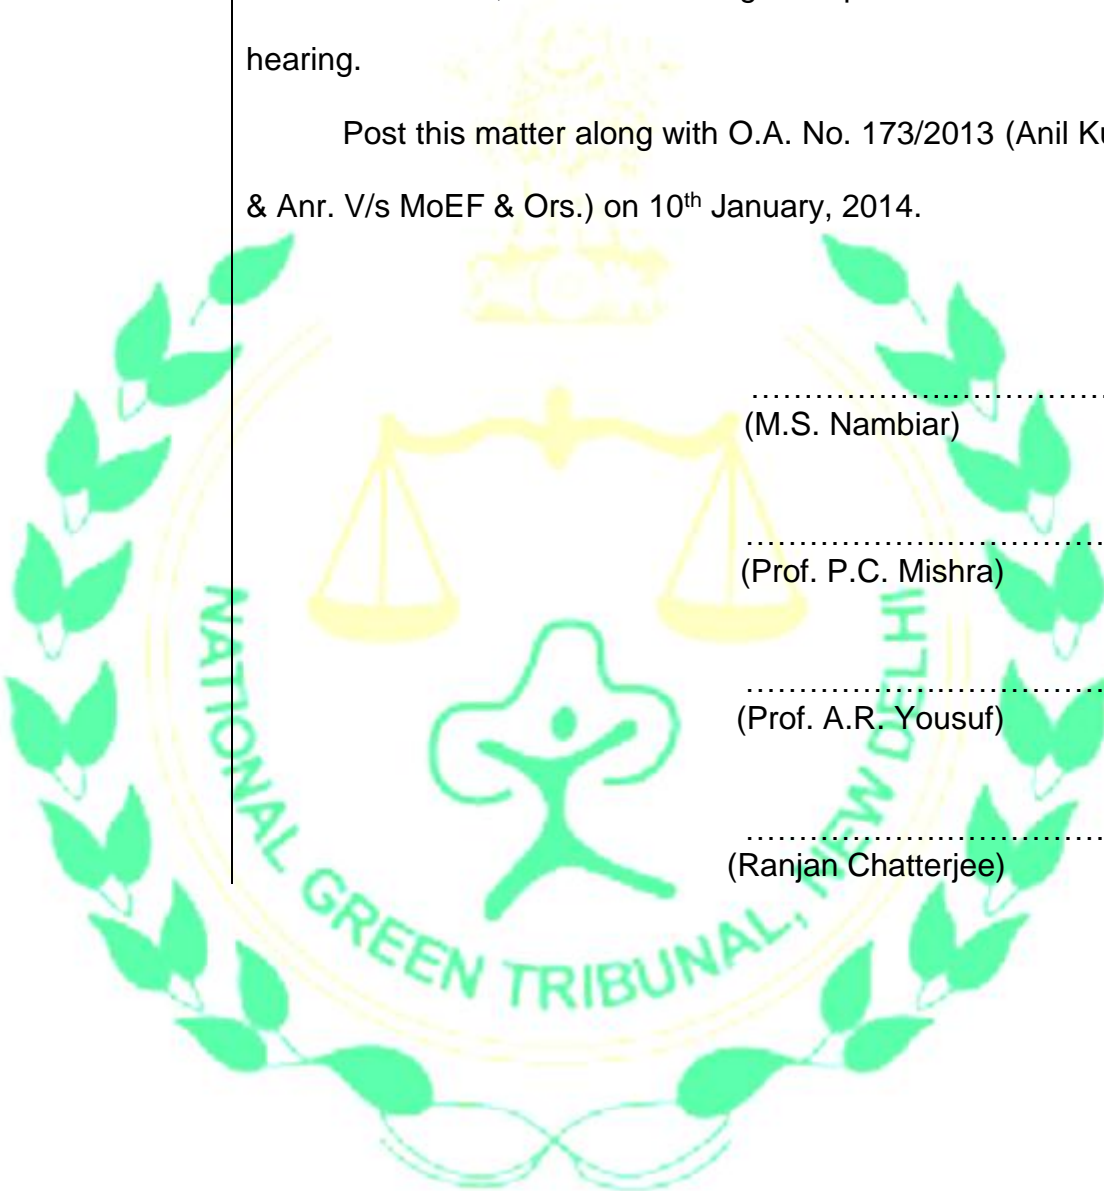 hearing.
Post this matter along with O.A. No. 173/2013 (Anil
& Anr. V/s MoEF & Ors.) on 10th January, 2014.
……………………………
(M.S. Nambiar)
……………………………
(Prof. P.C. Mishra)
……………………………
(Prof. A.R. Yousuf)
……………………………
(Ranjan Chatterjee)
NATIONAL GREEN TRIBUNAL, NEW DELHI